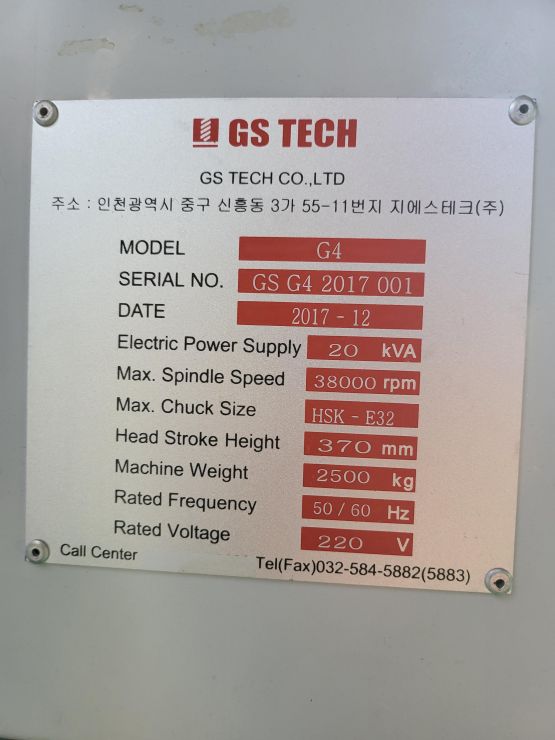 GS TECH
GS TECH CO.,LTD
주소 : 인천광역시 중구 신흥동 3가 55-11번지 지에스테크(주)
MODEL G4
SERIAL NO. GS G4 2017 001
DATE 2017 - 12
Electric Power Supply 20 kVA
Max. Spindle Speed 38000 rpm
Max. Chuck Size HSK - E32
Head Stroke Height 370 mm
Machine Weight 2500 kg
Rated Frequency 50 / 60 Hz
Rated Voltage 220 V
Call Center Tel(Fax)032-584-5882(5883)